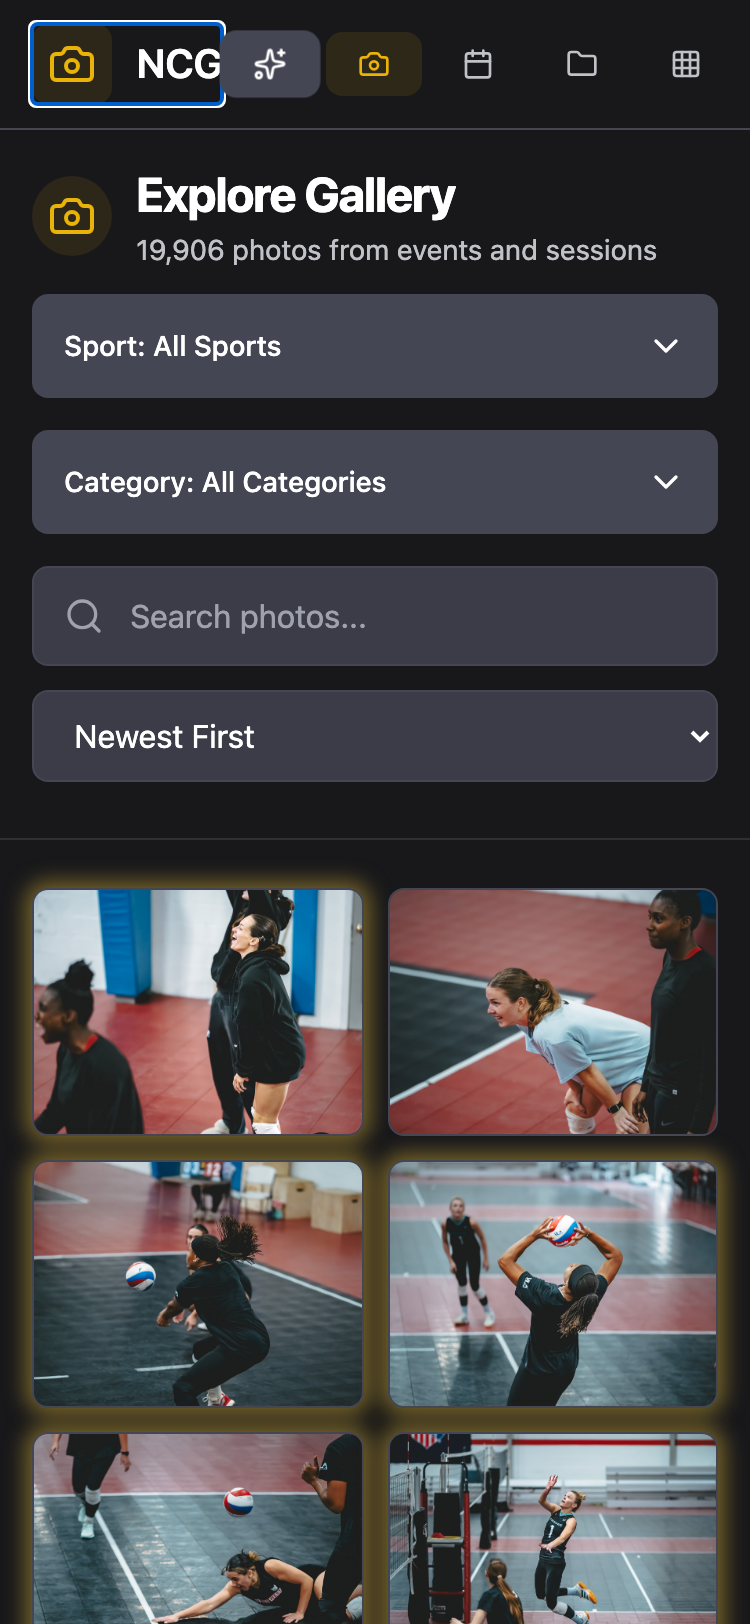 NCG
Explore Gallery
19,906 photos from events and sessions
Sport: All Sports
Category: All Categories
Search photos...
Newest First